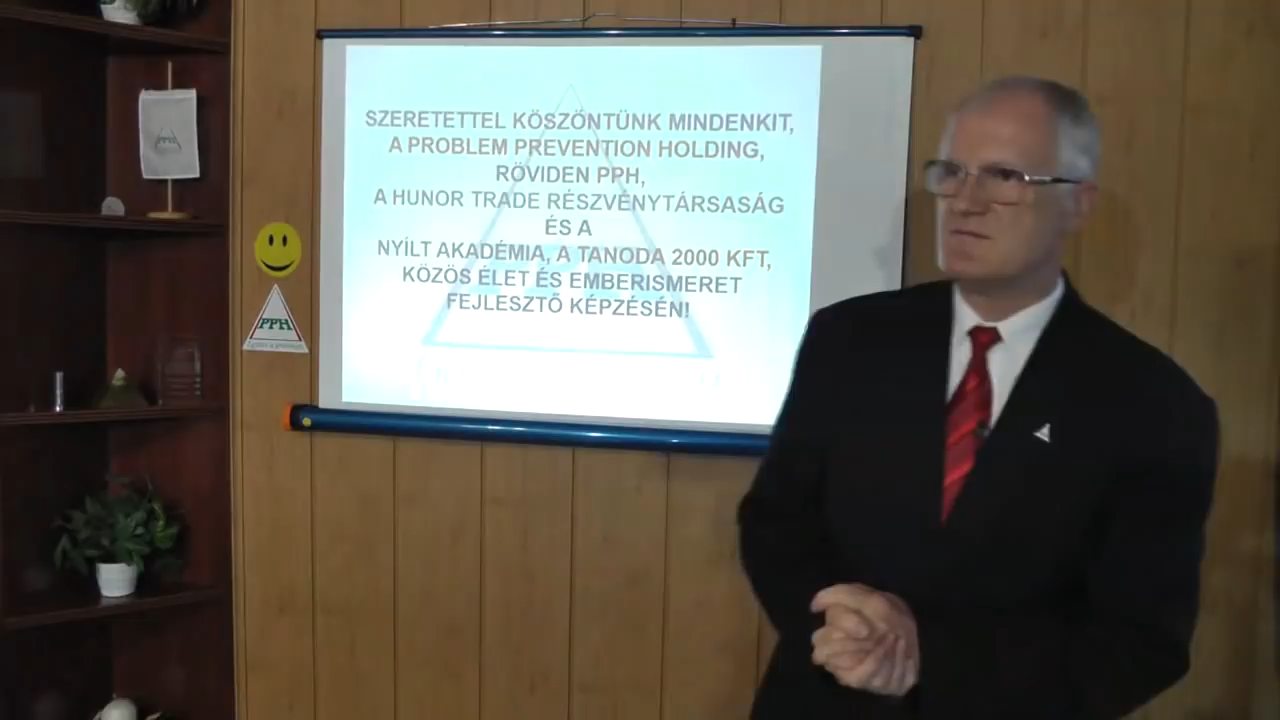 SZERETETTEL KÖSZÖNTÜNK MINDENKIT,
A PROBLEM PREVENTION HOLDING,
RÖVIDEN PPH,
A HUNOR TRADE RÉSZVÉNYTÁRSASÁG
ÉS A
NYÍLT AKADÉMIA, A TANODA 2000 KFT,
KÖZÖS ÉLET ÉS EMBERISMERET
FEJLESZTŐ KÉPZÉSÉN!
PPH
PPH